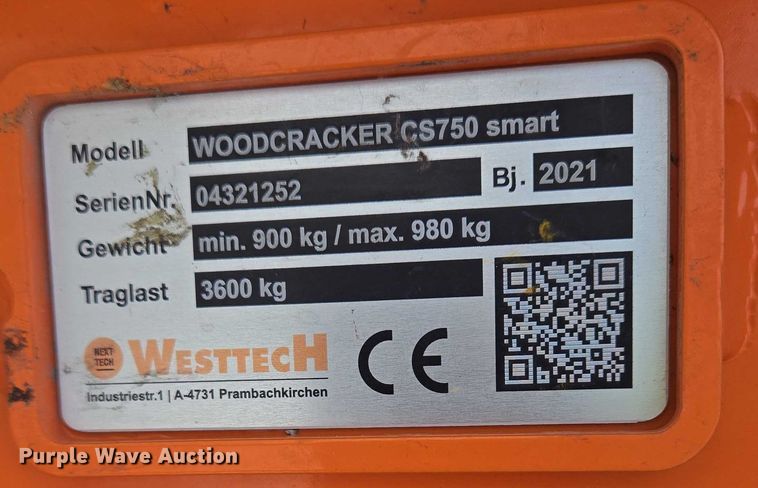 Modell WOODCRACKER CS750 smart
SerienNr. 04321252 Bj. 2021
Gewicht min. 900 kg / max. 980 kg
Traglast 3600 kg
NEXT
TECH
WESTTECH
CE
Industriestr.1 | A-4731 Prambachkirchen
Purple Wave Auction